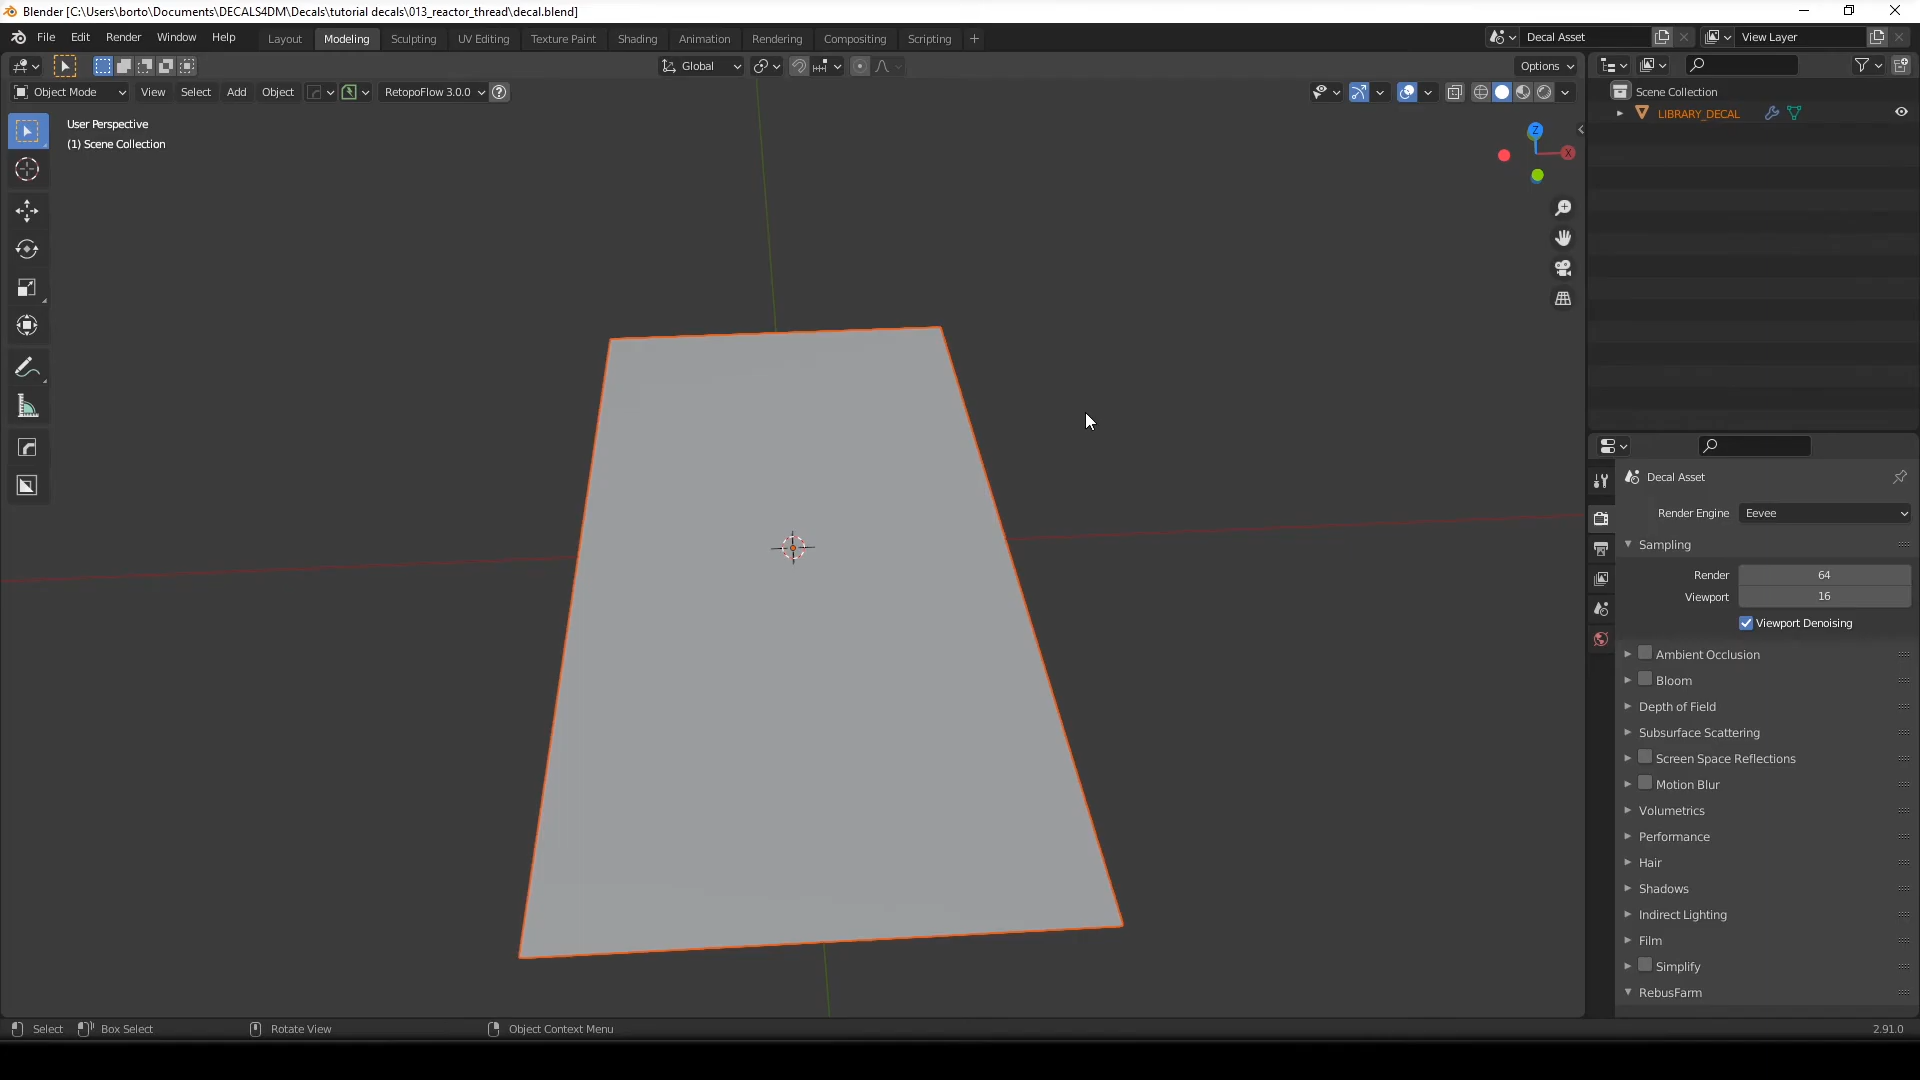 Blender [C:\Users\borto\Documents\DECALS4DM\Decals\tutorial decals\013_reactor_thread\decal.blend]
File Edit Render Window Help Layout Modeling Sculpting UV Editing Texture Paint Shading Animation Rendering Compositing Scripting + Decal Asset View Layer
Global Options
Object Mode View Select Add Object RetopoFlow 3.0.0 ?
Scene Collection
LIBRARY_DECAL
User Perspective
(1) Scene Collection
Z
X
Decal Asset
Render Engine Eevee
Sampling
Render 64
Viewport 16
Viewport Denoising
Ambient Occlusion
Bloom
Depth of Field
Subsurface Scattering
Screen Space Reflections
Motion Blur
Volumetrics
Performance
Hair
Shadows
Indirect Lighting
Film
Simplify
RebusFarm
Select Box Select Rotate View Object Context Menu 2.91.0